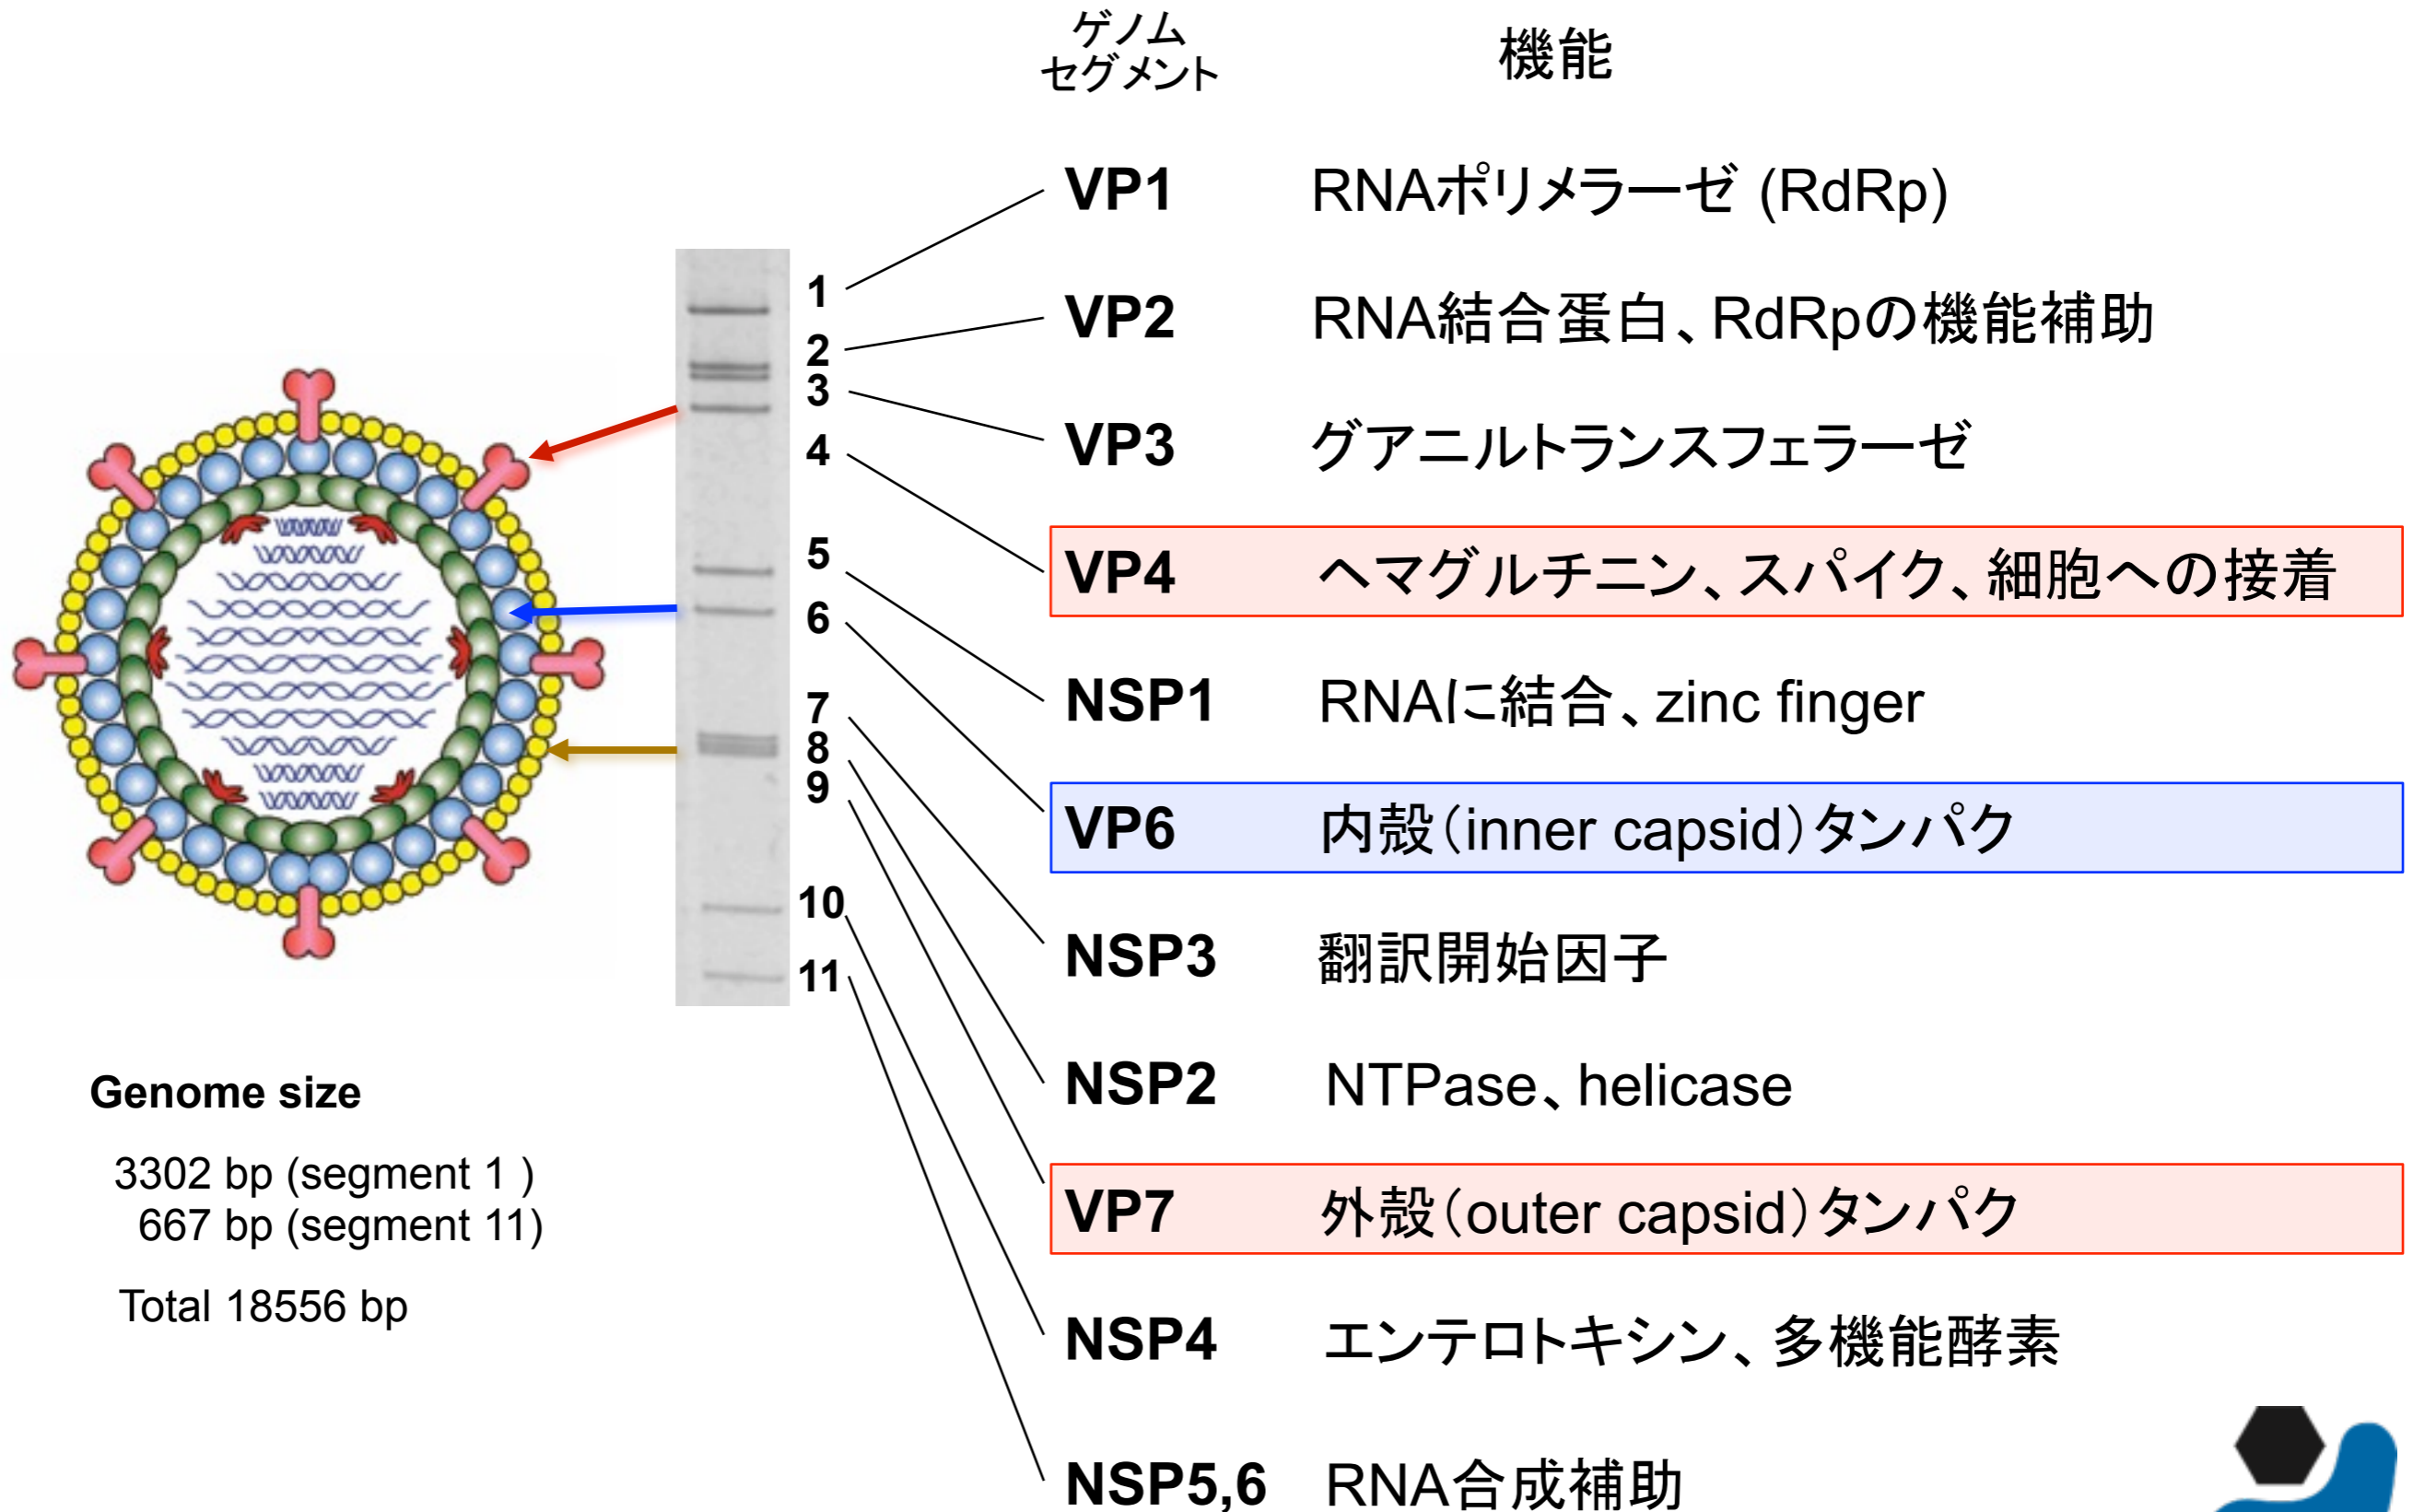 ゲノム
セグメント
機能
VP1 RNAポリメラーゼ (RdRp)
VP2 RNA結合蛋白、RdRpの機能補助
VP3 グアニルトランスフェラーゼ
VP4 ヘマグルチニン、スパイク、細胞への接着
NSP1 RNAに結合、zinc finger
VP6 内殻（inner capsid）タンパク
NSP3 翻訳開始因子
NSP2 NTPase、helicase
VP7 外殻（outer capsid）タンパク
NSP4 エンテロトキシン、多機能酵素
NSP5,6 RNA合成補助
1
2
3
4
5
6
7
8
9
10
11
Genome size
3302 bp (segment 1 )
667 bp (segment 11)
Total 18556 bp